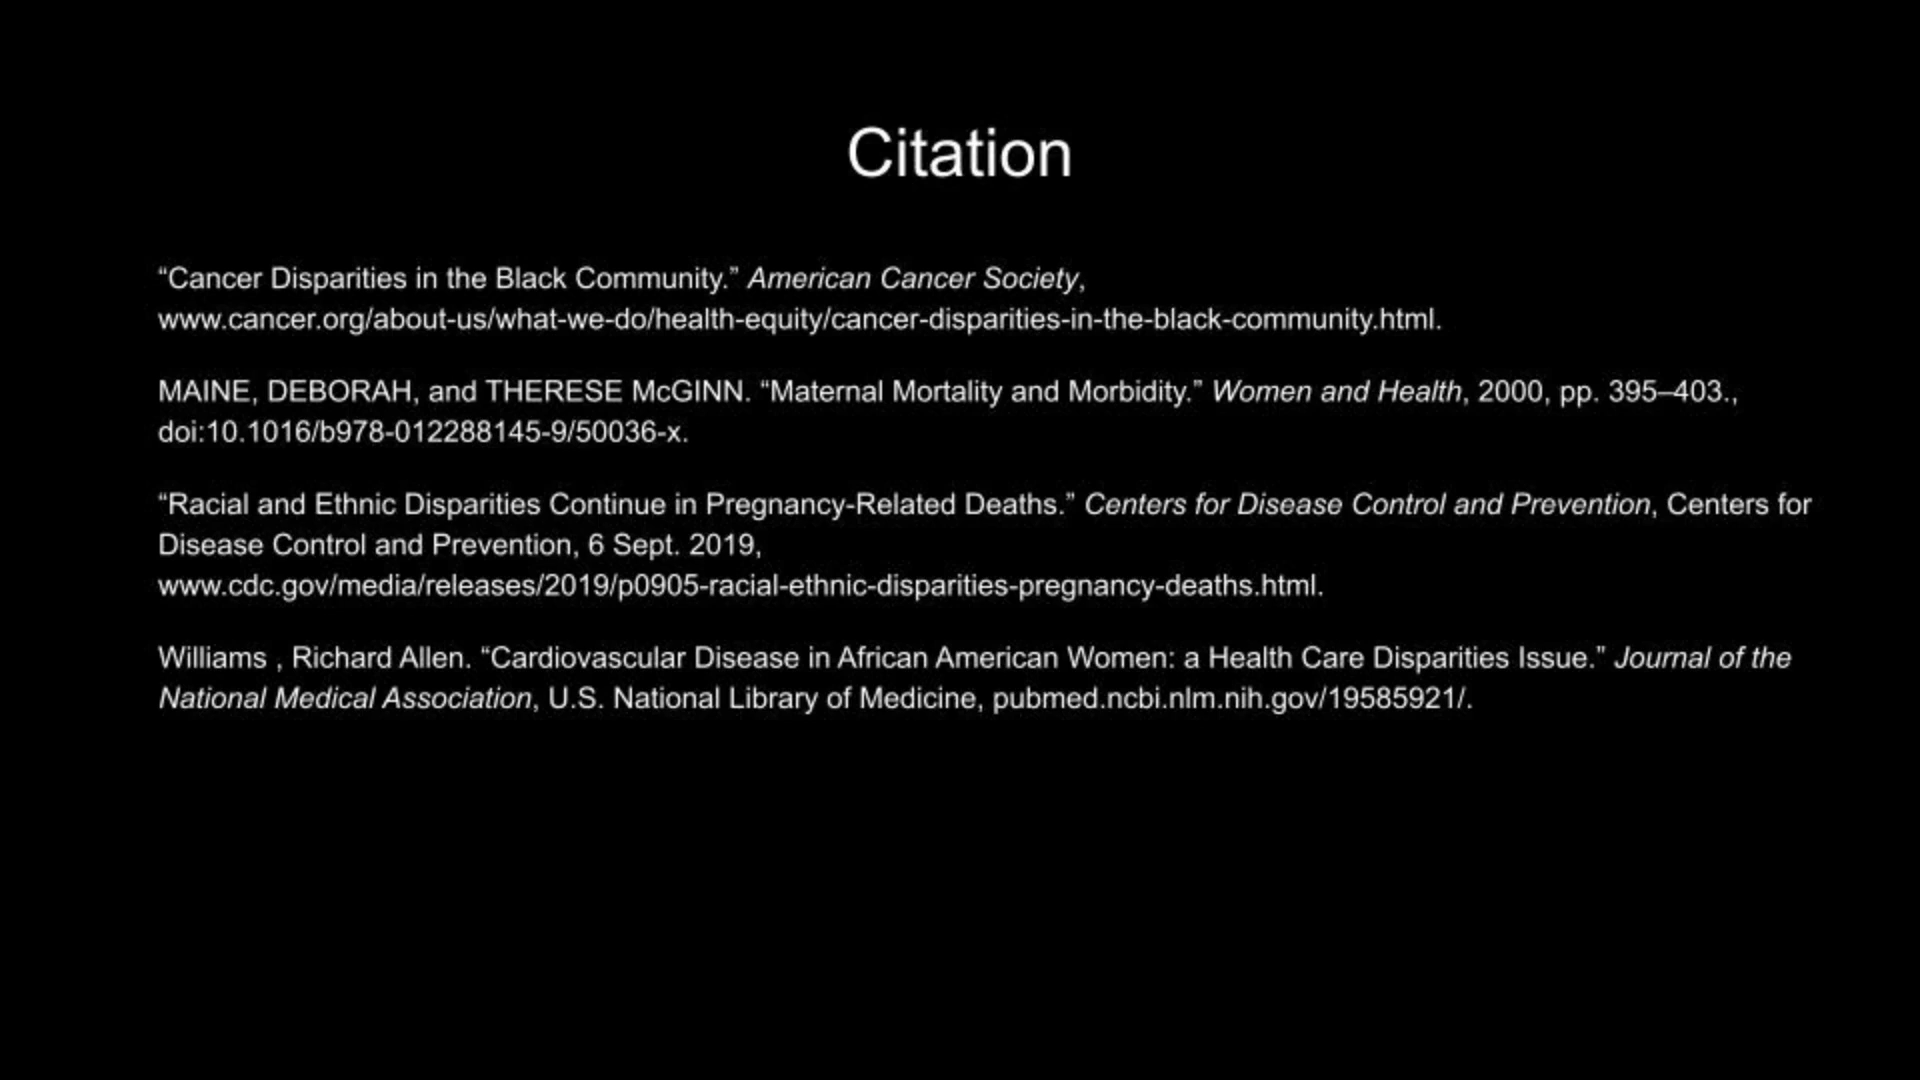 Citation
“Cancer Disparities in the Black Community.” American Cancer Society,
www.cancer.org/about-us/what-we-do/health-equity/cancer-disparities-in-the-black-community.html.
MAINE, DEBORAH, and THERESE McGINN. “Maternal Mortality and Morbidity.” Women and Health, 2000, pp. 395–403.,
doi:10.1016/b978-012288145-9/50036-x.
“Racial and Ethnic Disparities Continue in Pregnancy-Related Deaths.” Centers for Disease Control and Prevention, Centers for
Disease Control and Prevention, 6 Sept. 2019,
www.cdc.gov/media/releases/2019/p0905-racial-ethnic-disparities-pregnancy-deaths.html.
Williams , Richard Allen. “Cardiovascular Disease in African American Women: a Health Care Disparities Issue.” Journal of the
National Medical Association, U.S. National Library of Medicine, pubmed.ncbi.nlm.nih.gov/19585921/.